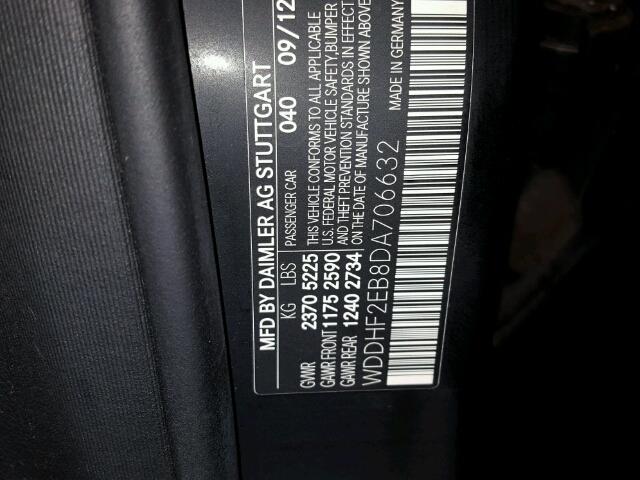 MFD BY DAIMLER AG STUTTGART
KG LBS PASSENGER CAR 040 09/12
GVWR 2370 5225 THIS VEHICLE CONFORMS TO ALL APPLICABLE
GAWR FRONT 1175 2590 U.S. FEDERAL MOTOR VEHICLE SAFETY, BUMPER
GAWR REAR 1240 2734 AND THEFT PREVENTION STANDARDS IN EFFECT
ON THE DATE OF MANUFACTURE SHOWN ABOVE
WDDHF2EB8DA706632 MADE IN GERMANY